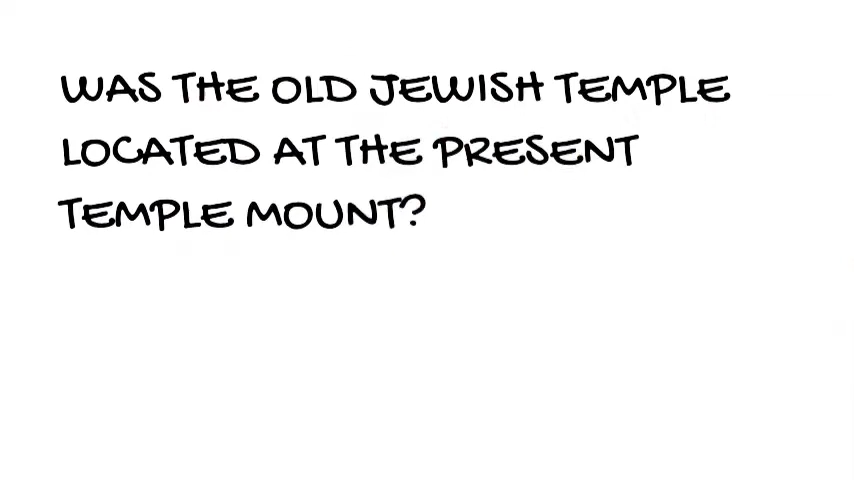 WAS THE OLD JEWISH TEMPLE
LOCATED AT THE PRESENT
TEMPLE MOUNT?